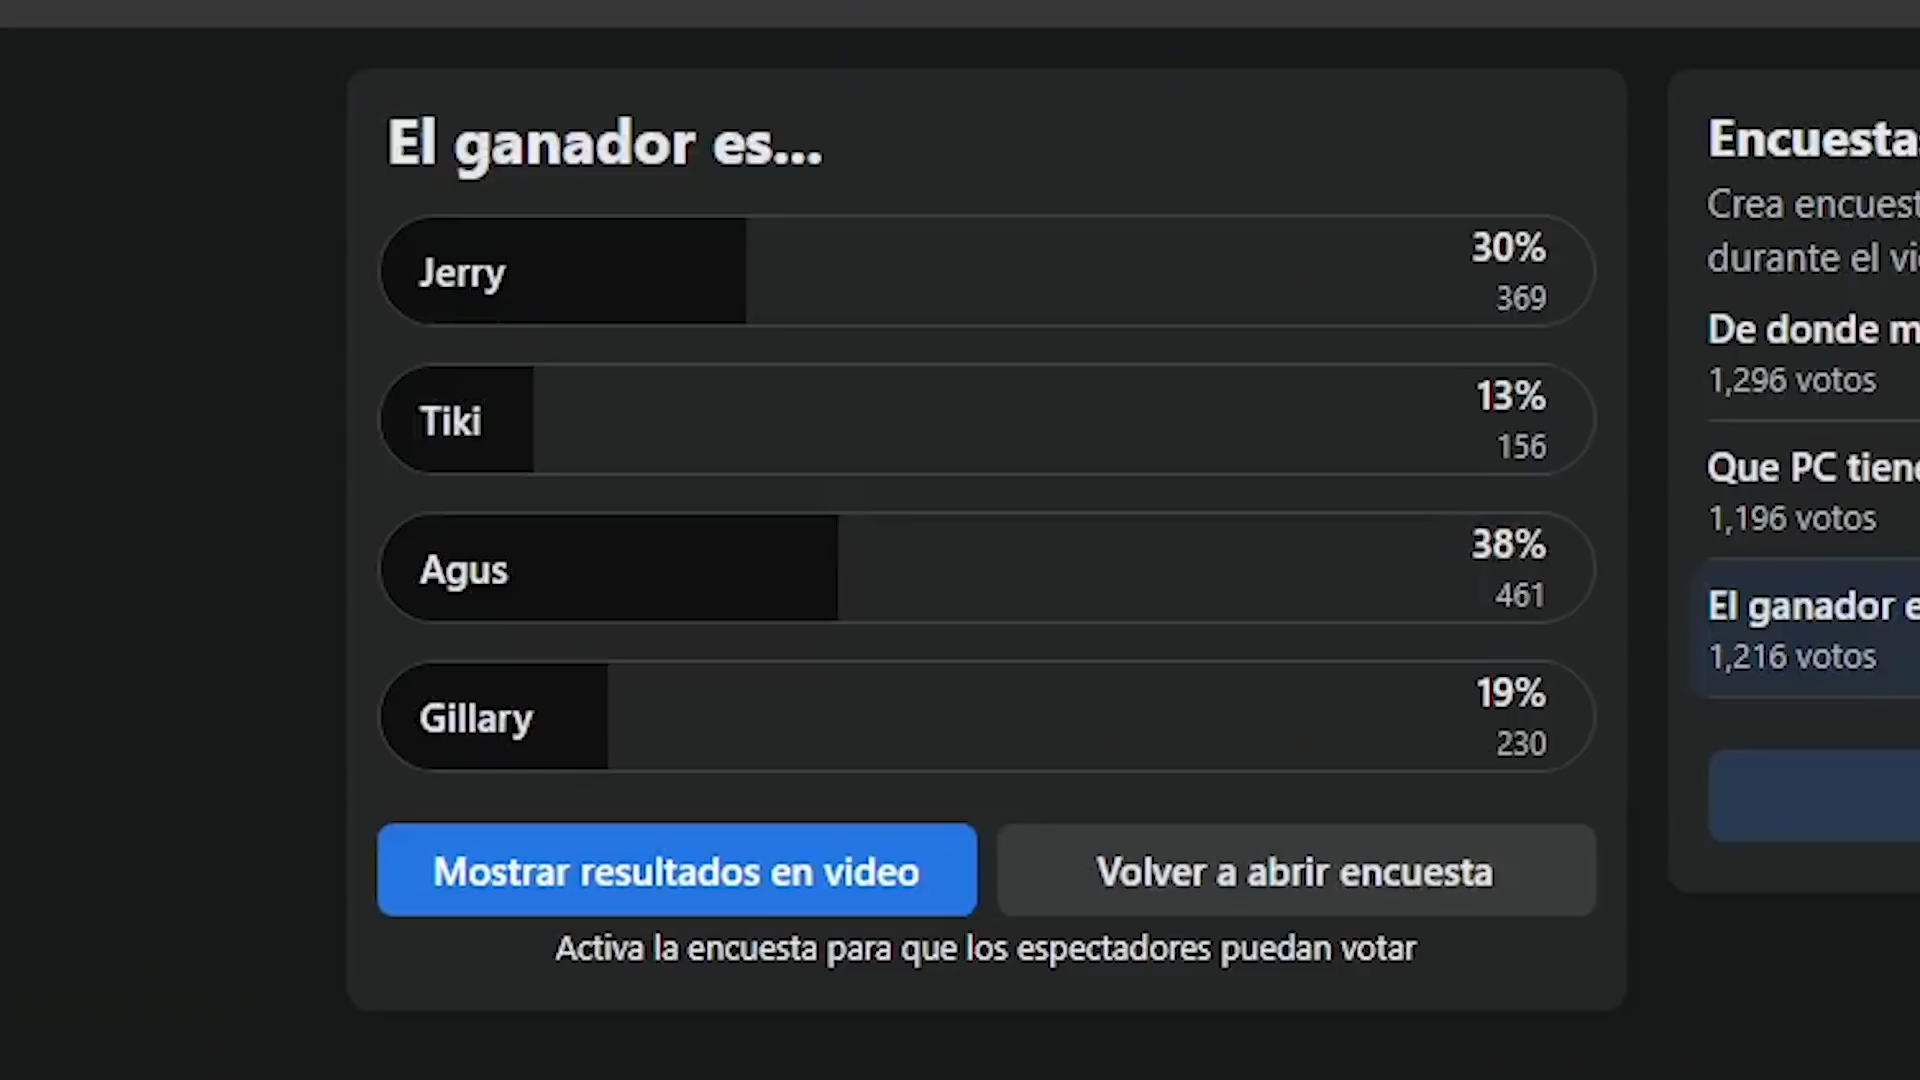 El ganador es...
Jerry
30%
369
Tiki
13%
156
Agus
38%
461
Gillary
19%
230
Mostrar resultados en video
Volver a abrir encuesta
Activa la encuesta para que los espectadores puedan votar
Encuestas
Crea encuest
durante el vi
De donde m
1,296 votos
Que PC tiene
1,196 votos
El ganador e
1,216 votos